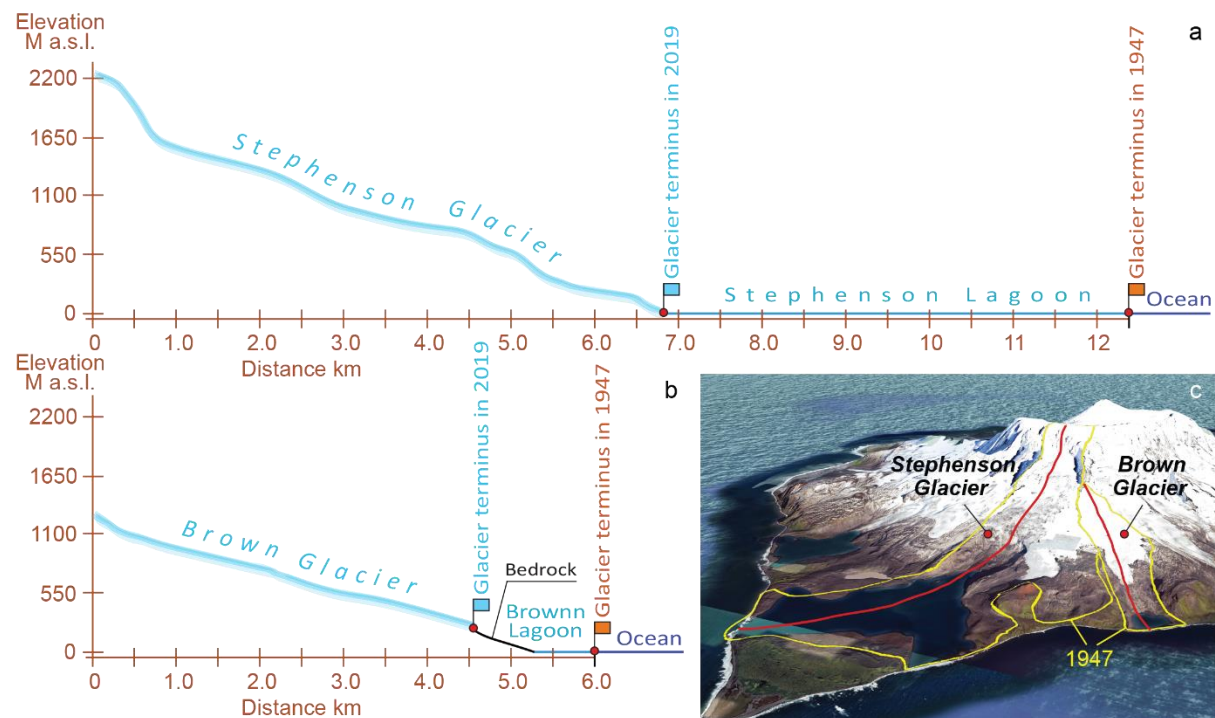 Elevation
M a.s.l.
a
2200
1650
1100
550
0
Stephenson Glacier
Glacier terminus in 2019
Glacier terminus in 1947
Stephenson Lagoon
Ocean
0 1.0 2.0 3.0 4.0 5.0 6.0 7.0 8.0 9.0 10 11 12
Distance km
Elevation
M a.s.l.
b
2200
1650
1100
550
0
Brown Glacier
Glacier terminus in 2019
Glacier terminus in 1947
Bedrock
Brownn
Lagoon
Ocean
0 1.0 2.0 3.0 4.0 5.0 6.0
Distance km
c
Stephenson
Glacier
Brown
Glacier
1947